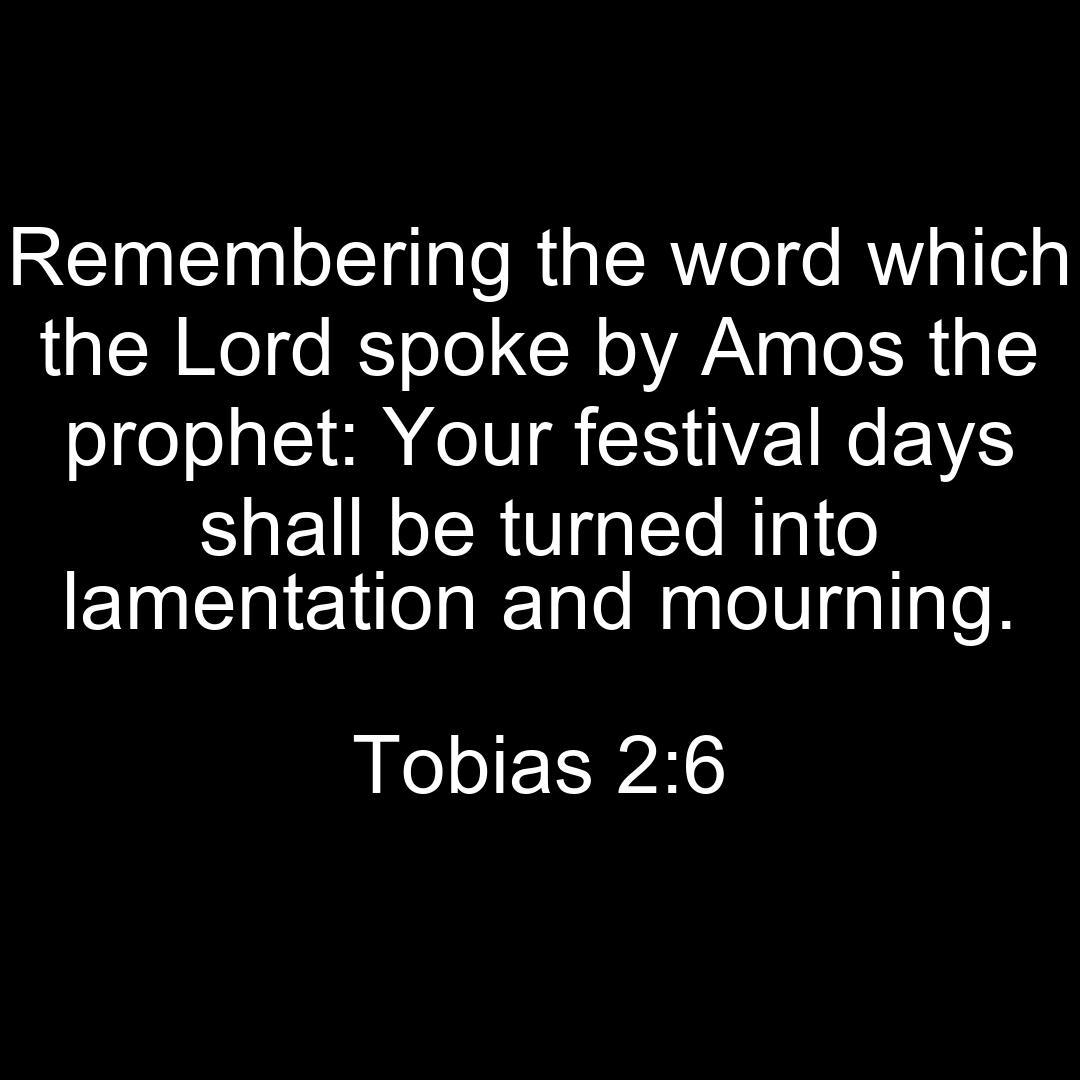 Remembering the word which
the Lord spoke by Amos the
prophet: Your festival days
shall be turned into
lamentation and mourning.
Tobias 2:6